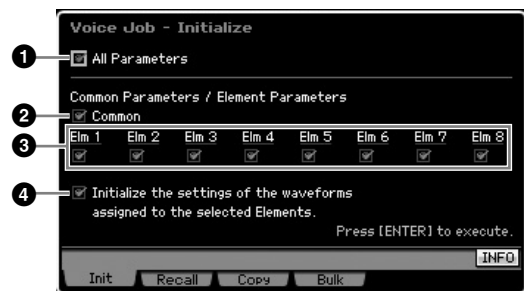 Voice Job - Initialize
1 All Parameters
Common Parameters / Element Parameters
2 Common
3 Elm 1 Elm 2 Elm 3 Elm 4 Elm 5 Elm 6 Elm 7 Elm 8
4 Initialize the settings of the waveforms
assigned to the selected Elements.
Press [ENTER] to execute.
INFO
Init Recall Copy Bulk